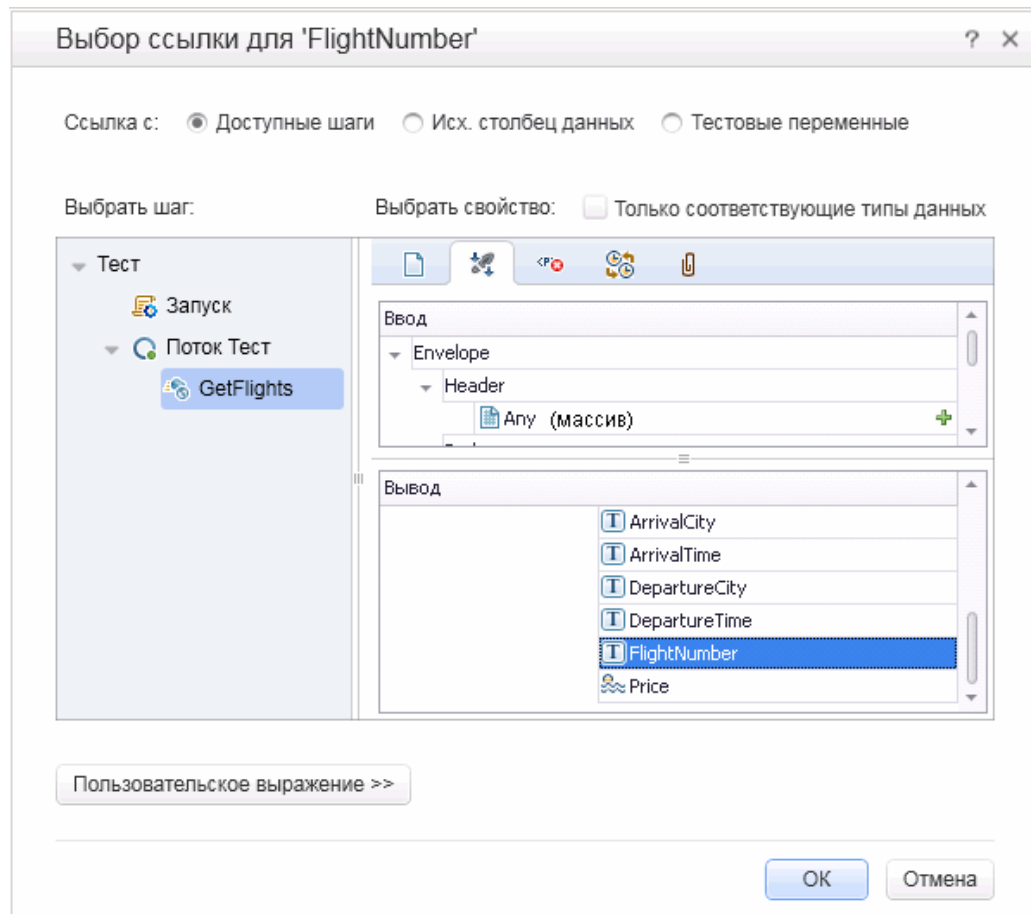 Выбор ссылки для 'FlightNumber'
Ссылка с: Доступные шаги Исх. столбец данных Тестовые переменные
Выбрать шаг: Выбрать свойство: Только соответствующие типы данных
Тест
Запуск
Поток Тест
GetFlights
Ввод
Envelope
Header
Any (массив)
Вывод
ArrivalCity
ArrivalTime
DepartureCity
DepartureTime
FlightNumber
Price
Пользовательское выражение >>
ОК Отмена